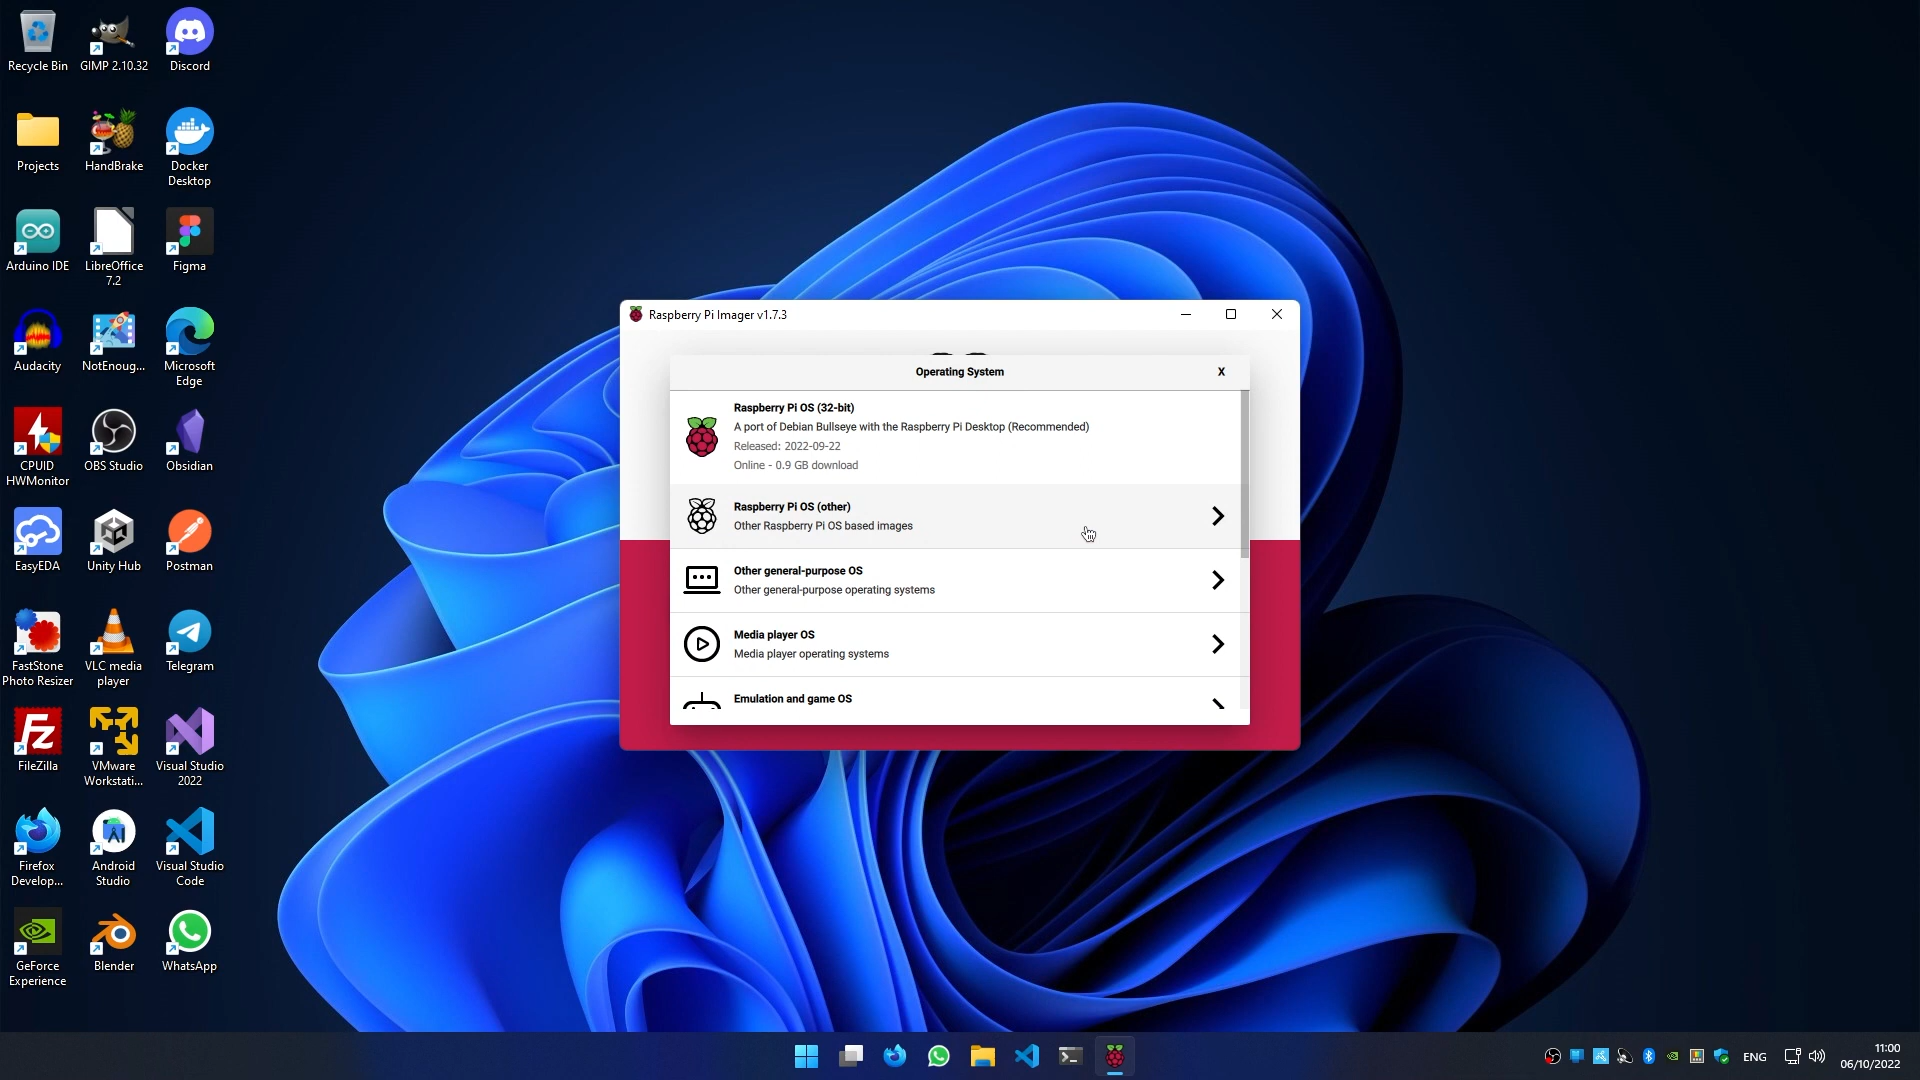 Recycle Bin
GIMP 2.10.32
Discord
Projects
HandBrake
Docker
Desktop
Arduino IDE
LibreOffice
7.2
Figma
Audacity
NotEnoug...
Microsoft
Edge
CPUID
HWMonitor
OBS Studio
Obsidian
EasyEDA
Unity Hub
Postman
FastStone
Photo Resizer
VLC media
player
Telegram
FileZilla
VMware
Workstati...
Visual Studio
2022
Firefox
Develop...
Android
Studio
Visual Studio
Code
GeForce
Experience
Blender
WhatsApp
Raspberry Pi Imager v1.7.3
Operating System
X
Raspberry Pi OS (32-bit)
A port of Debian Bullseye with the Raspberry Pi Desktop (Recommended)
Released: 2022-09-22
Online - 0.9 GB download
Raspberry Pi OS (other)
Other Raspberry Pi OS based images
Other general-purpose OS
Other general-purpose operating systems
Media player OS
Media player operating systems
Emulation and game OS
ENG
11:00
06/10/2022